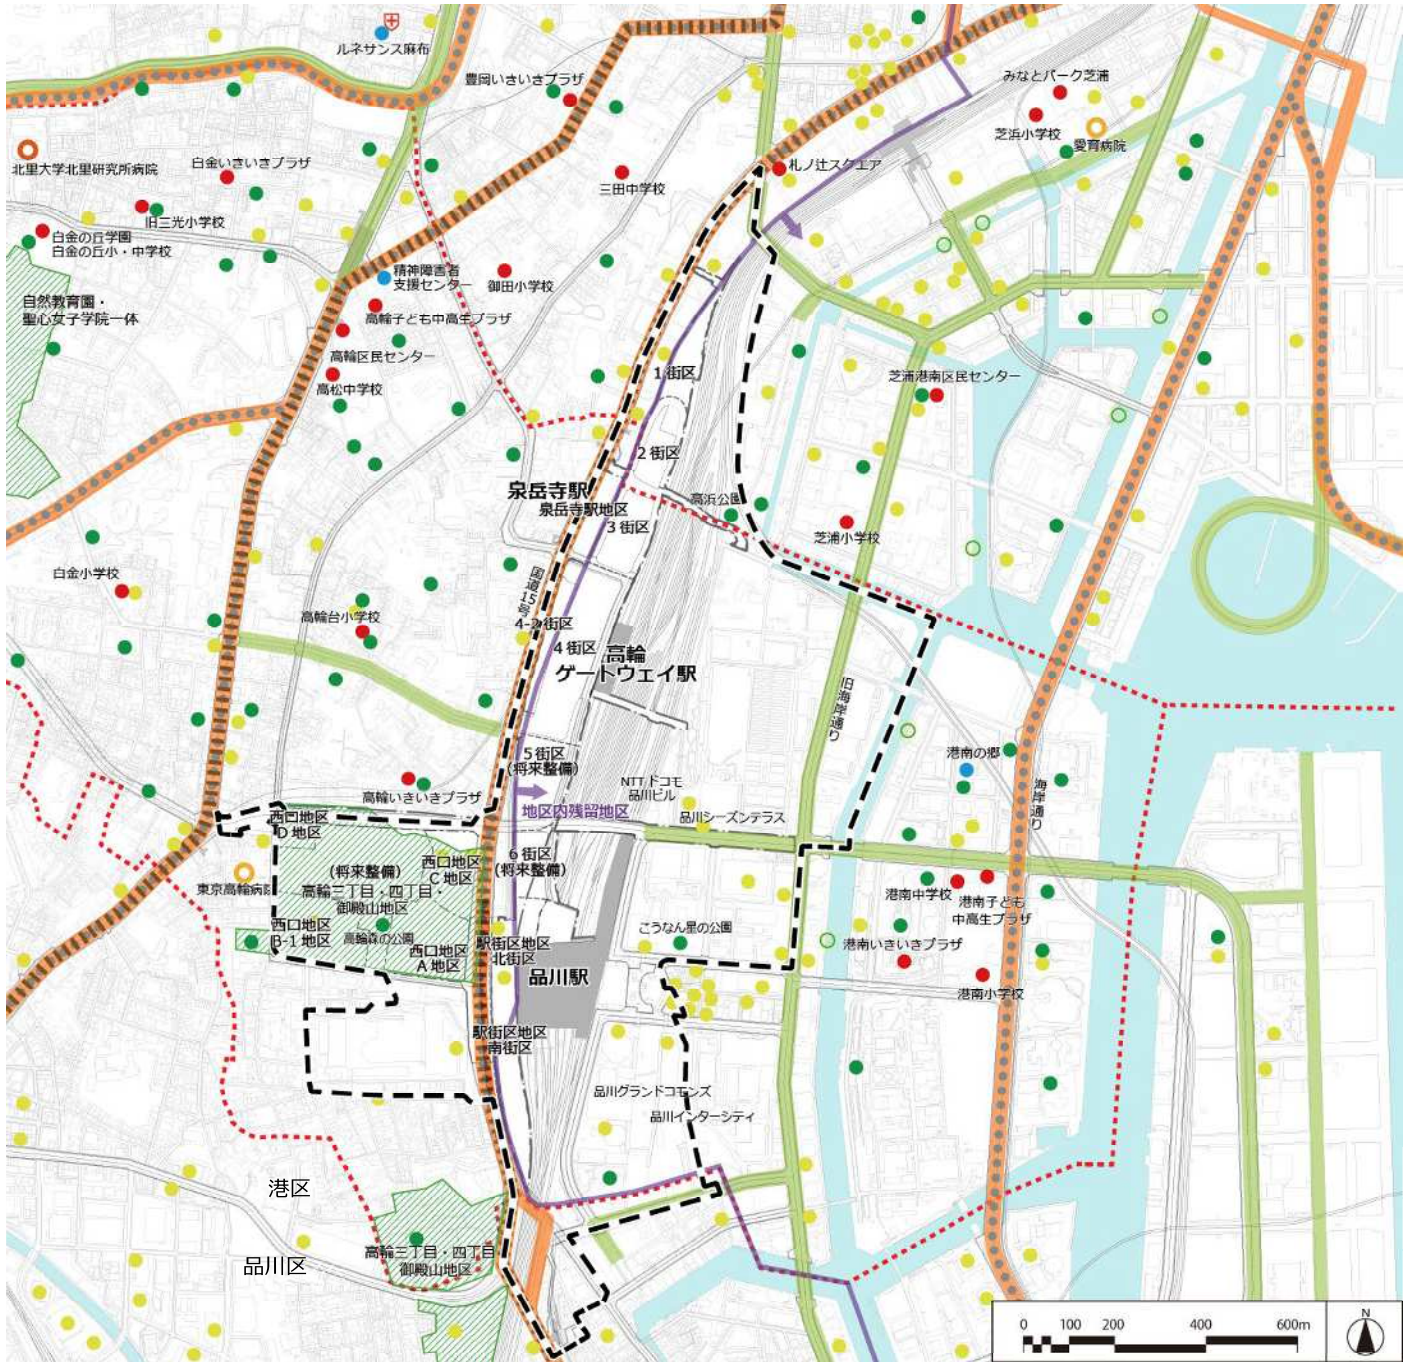 ルネサンス麻布
豊岡いきいきプラザ
みなとパーク芝浦
芝浜小学校
愛育病院
北里大学北里研究所病院
白金いきいきプラザ
札ノ辻スクエア
三田中学校
旧三光小学校
白金の丘学園
白金の丘小・中学校
精神障害者
支援センター
御田小学校
自然教育園・
聖心女子学院一体
高輪子ども中高生プラザ
高輪区民センター
高松中学校
1街区
芝浦港南区民センター
2街区
泉岳寺駅
泉岳寺駅地区
3街区
高浜公園
芝浦小学校
白金小学校
国道15号
高輪台小学校
4-2街区
4街区
高輪
ゲートウェイ駅
旧海岸通り
5街区
(将来整備)
NTTドコモ
品川ビル
港南の郷
海岸通り
高輪いきいきプラザ
地区内残留地区
品川シーズンテラス
西口地区
D地区
6街区
(将来整備)
西口地区
C地区
(将来整備)
高輪三丁目・四丁目・
御殿山地区
東京高輪病院
港南中学校
港南子ども
中高生プラザ
西口地区
B-1地区
高輪森の公園
西口地区
A地区
駅街区地区
北街区
こうなん星の公園
港南いきいきプラザ
品川駅
港南小学校
駅街区地区
南街区
品川グランドコモンズ
品川インターシティ
港区
品川区
高輪三丁目・四丁目
御殿山地区
0 100 200 400 600m
N